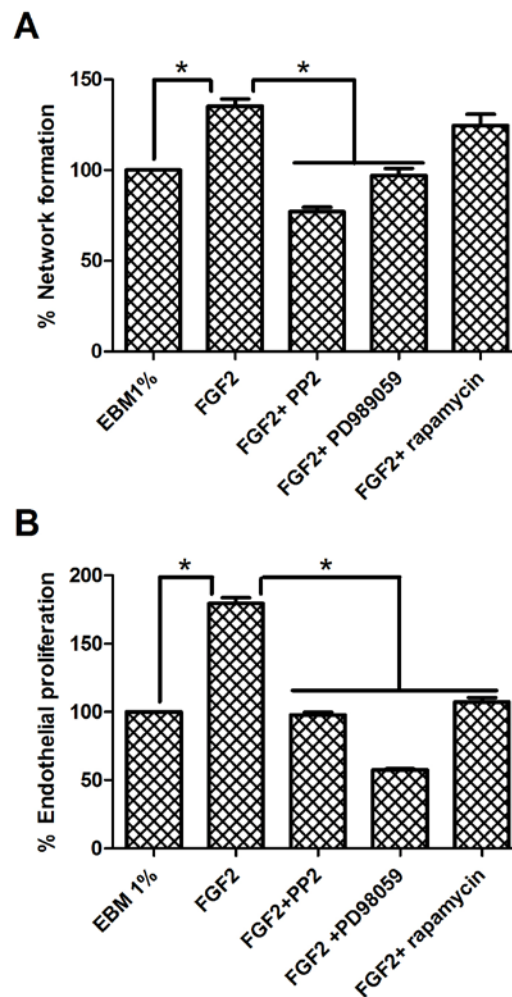 A
% Network formation
150
100
50
0
* *
EBM1%
FGF2
FGF2+ PP2
FGF2+ PD989059
FGF2+ rapamycin
B
% Endothelial proliferation
200
150
100
50
0
* *
EBM 1%
FGF2
FGF2+PP2
FGF2 +PD98059
FGF2+ rapamycin